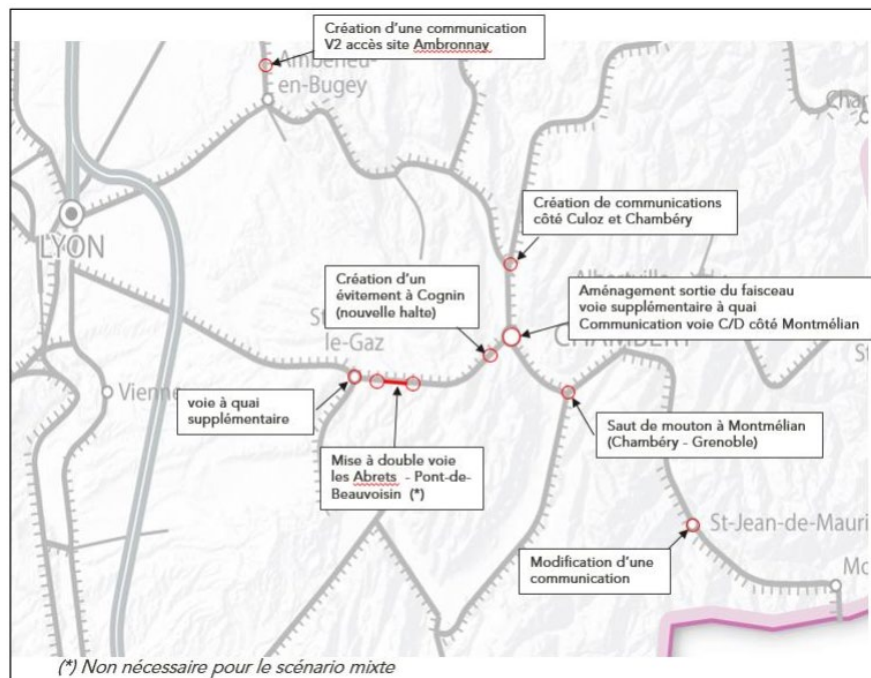 Création d'une communication
V2 accès site Ambronnay
Ambérieu-
en-Bugey
Création de communications
côté Culoz et Chambéry
LYON
Création d'un
évitement à Cognin
(nouvelle halte)
Albertville
Aménagement sortie du faisceau
voie supplémentaire à quai
Communication voie C/D côté Montmélian
CHAMBÉRY
le-Gaz
Vienne
voie à quai
supplémentaire
Mise à double voie
les Abrets - Pont-de-
Beauvoisin (*)
Saut de mouton à Montmélian
(Chambéry - Grenoble)
St-Jean-de-Mauri
Modification d'une
communication
(*) Non nécessaire pour le scénario mixte